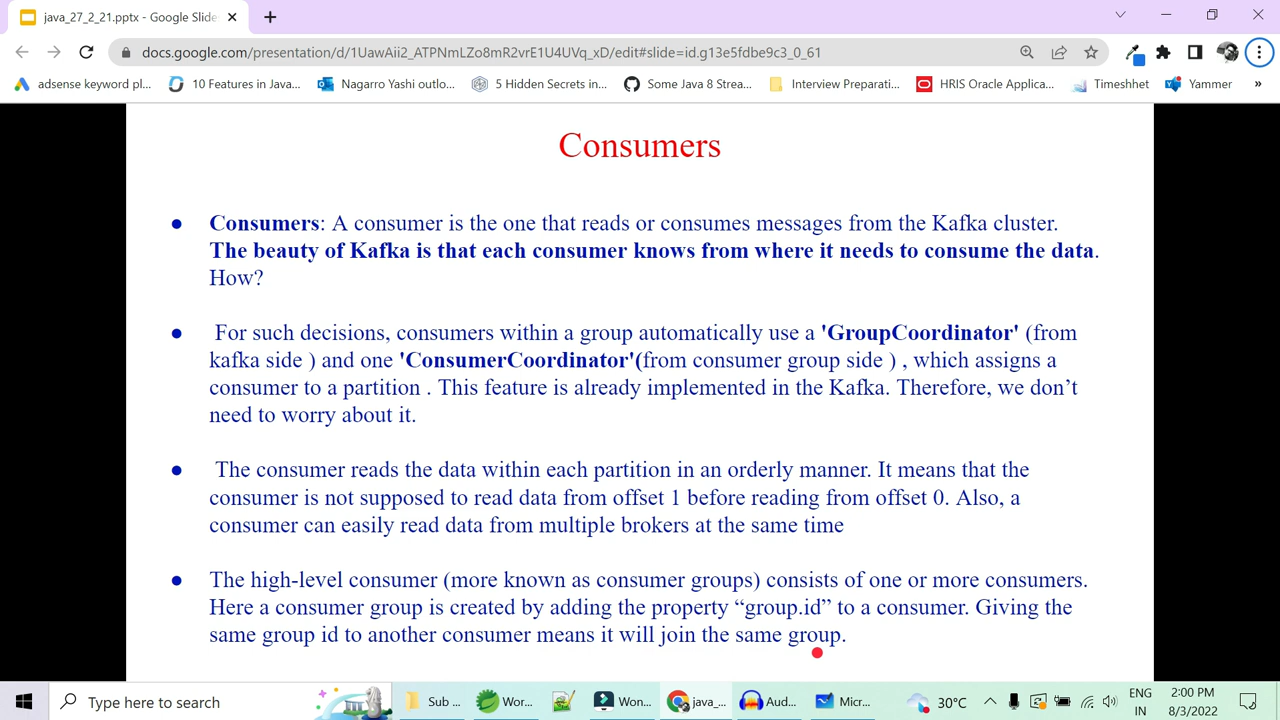 java_27_2_21.pptx - Google Slide
docs.google.com/presentation/d/1UawAii2_ATPNmLZo8mR2vrE1U4UVq_xD/edit#slide=id.g13e5fdbe9c3_0_61
adsense keyword pl... 10 Features in Java... Nagarro Yashi outlo... 5 Hidden Secrets in... Some Java 8 Strea... Interview Preparati... HRIS Oracle Applica... Timeshhet Yammer »
Consumers
● Consumers: A consumer is the one that reads or consumes messages from the Kafka cluster.
The beauty of Kafka is that each consumer knows from where it needs to consume the data.
How?
● For such decisions, consumers within a group automatically use a 'GroupCoordinator' (from
kafka side ) and one 'ConsumerCoordinator'(from consumer group side ) , which assigns a
consumer to a partition . This feature is already implemented in the Kafka. Therefore, we don’t
need to worry about it.
● The consumer reads the data within each partition in an orderly manner. It means that the
consumer is not supposed to read data from offset 1 before reading from offset 0. Also, a
consumer can easily read data from multiple brokers at the same time
● The high-level consumer (more known as consumer groups) consists of one or more consumers.
Here a consumer group is created by adding the property “group.id” to a consumer. Giving the
same group id to another consumer means it will join the same group.
Type here to search Sub ... Wor... Won... java_... Aud... Micr... 30°C ENG 2:00 PM
IN 8/3/2022